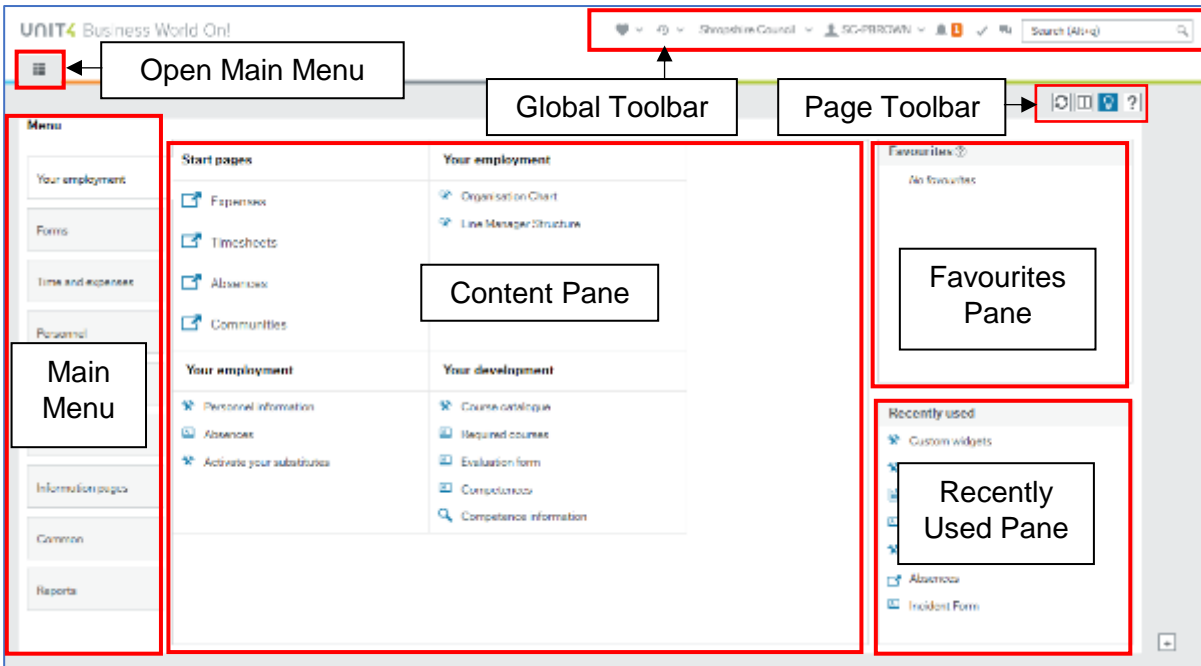 UNIT4 Business World On!
Shropshire Council
SC-PBROWN
1
Search (Alt+q)
Open Main Menu
Global Toolbar
Page Toolbar
?
Menu
Your employment
Forms
Time and expenses
Personnel
Main
Menu
Information pages
Common
Reports
Start pages
Expenses
Timesheets
Absences
Communities
Your employment
Organisation Chart
Line Manager Structure
Content Pane
Your employment
Personnel information
Absences
Activate your substitutes
Your development
Course catalogue
Required courses
Evaluation form
Competences
Competence information
Favourites
No favourites
Favourites
Pane
Recently used
Custom widgets
Recently
Used Pane
Absences
Incident Form